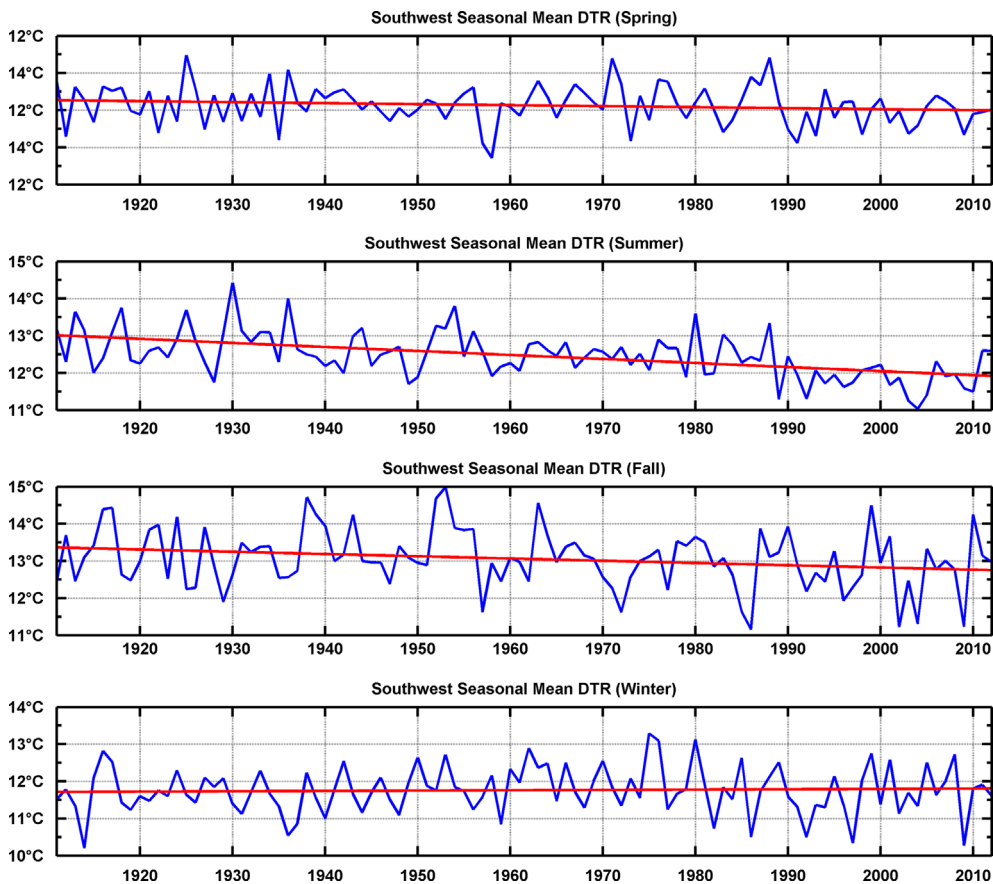 Southwest Seasonal Mean DTR (Spring)
12°C
14°C
12°C
14°C
12°C
1920 1930 1940 1950 1960 1970 1980 1990 2000 2010
Southwest Seasonal Mean DTR (Summer)
15°C
14°C
13°C
12°C
11°C
1920 1930 1940 1950 1960 1970 1980 1990 2000 2010
Southwest Seasonal Mean DTR (Fall)
15°C
14°C
13°C
12°C
11°C
1920 1930 1940 1950 1960 1970 1980 1990 2000 2010
Southwest Seasonal Mean DTR (Winter)
14°C
13°C
12°C
11°C
10°C
1920 1930 1940 1950 1960 1970 1980 1990 2000 2010